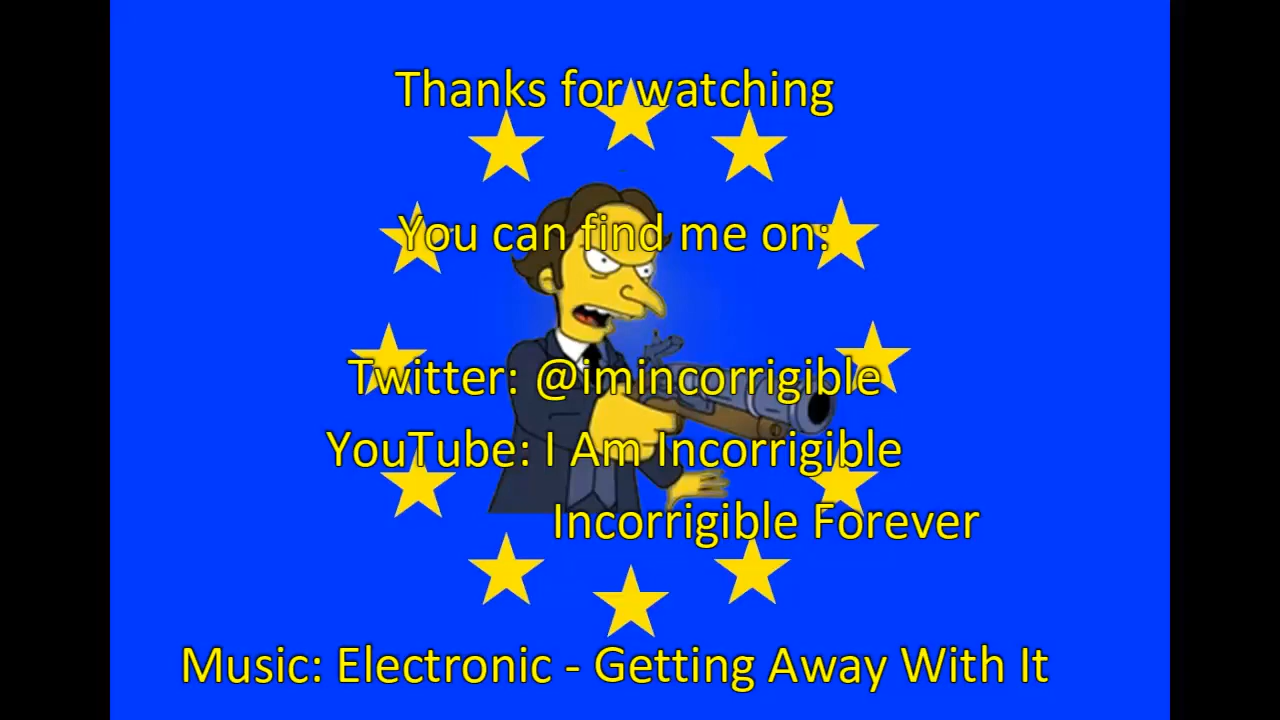 Thanks for watching
You can find me on:
Twitter: @imincorrigible
YouTube: I Am Incorrigible
Incorrigible Forever
Music: Electronic - Getting Away With It